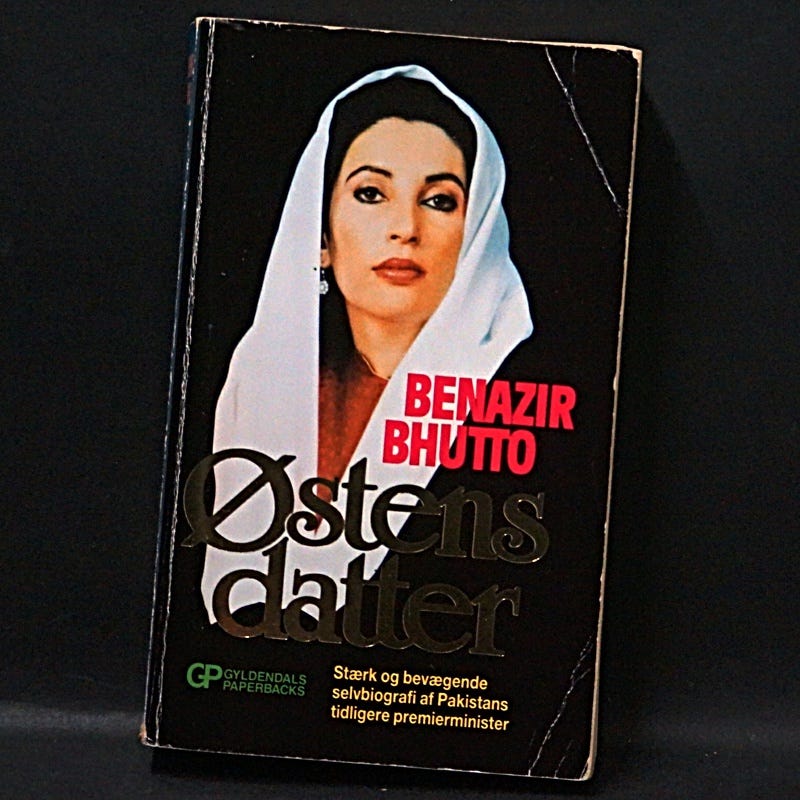 BENAZIR
BHUTTO
Østens
datter
GP GYLDENDALS
PAPERBACKS
Stærk og bevægende
selvbiografi af Pakistans
tidligere premierminister